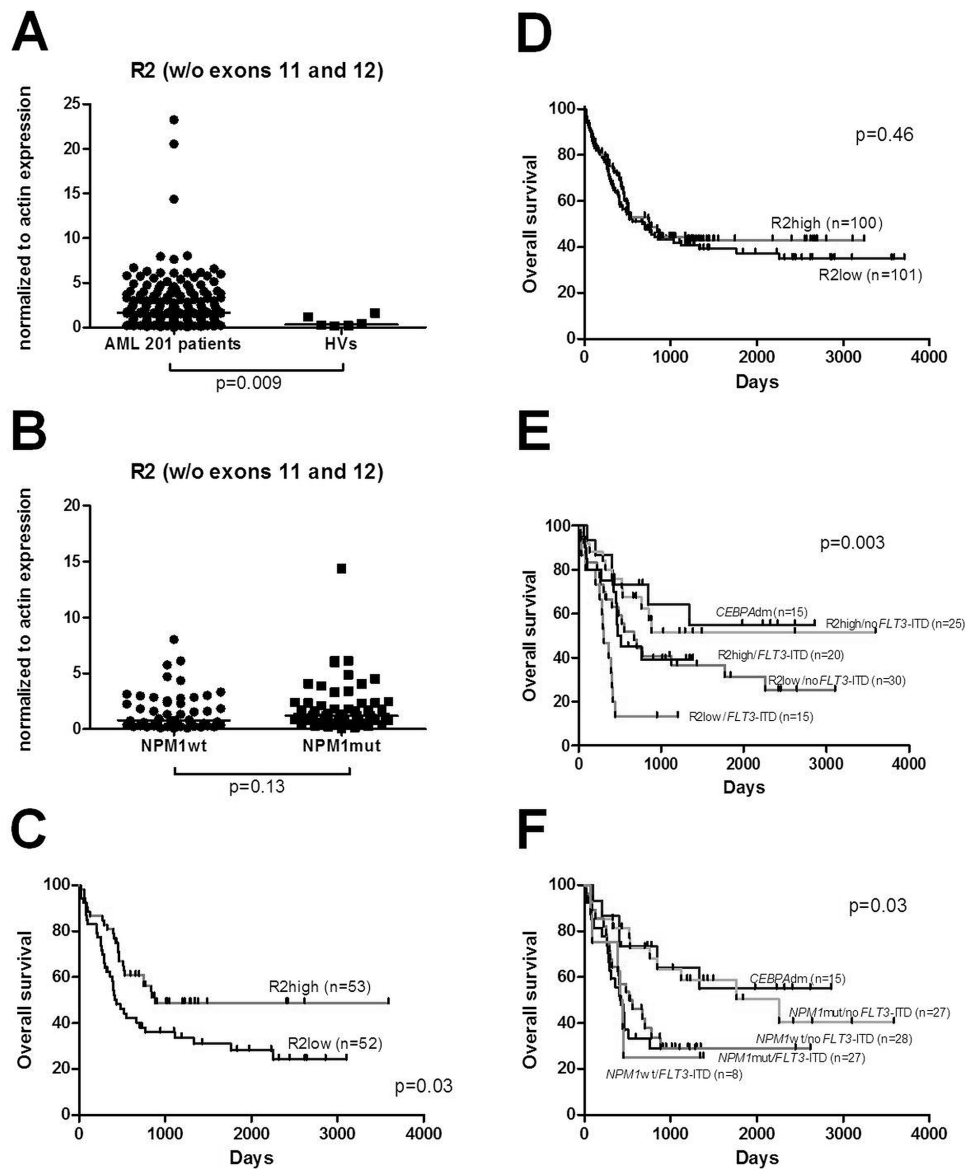 A
R2 (w/o exons 11 and 12)
normalized to actin expression
25
20
15
10
5
0
AML 201 patients
HVs
p=0.009
B
R2 (w/o exons 11 and 12)
normalized to actin expression
20
15
10
5
0
NPM1wt
NPM1mut
p=0.13
C
Overall survival
100
80
60
40
20
0
R2high (n=53)
R2low (n=52)
p=0.03
0 1000 2000 3000 4000
Days
D
Overall survival
100
80
60
40
20
0
p=0.46
R2high (n=100)
R2low (n=101)
0 1000 2000 3000 4000
Days
E
Overall survival
100
80
60
40
20
0
p=0.003
CEBPAdm (n=15)
R2high/noFLT3-ITD (n=25)
R2high/FLT3-ITD (n=20)
R2low/noFLT3-ITD (n=30)
R2low/FLT3-ITD (n=15)
0 1000 2000 3000 4000
Days
F
Overall survival
100
80
60
40
20
0
p=0.03
CEBPAdm (n=15)
NPM1mut/no FLT3-ITD (n=27)
NPM1wt/no FLT3-ITD (n=28)
NPM1mut/FLT3-ITD (n=27)
NPM1wt/FLT3-ITD (n=8)
0 1000 2000 3000 4000
Days